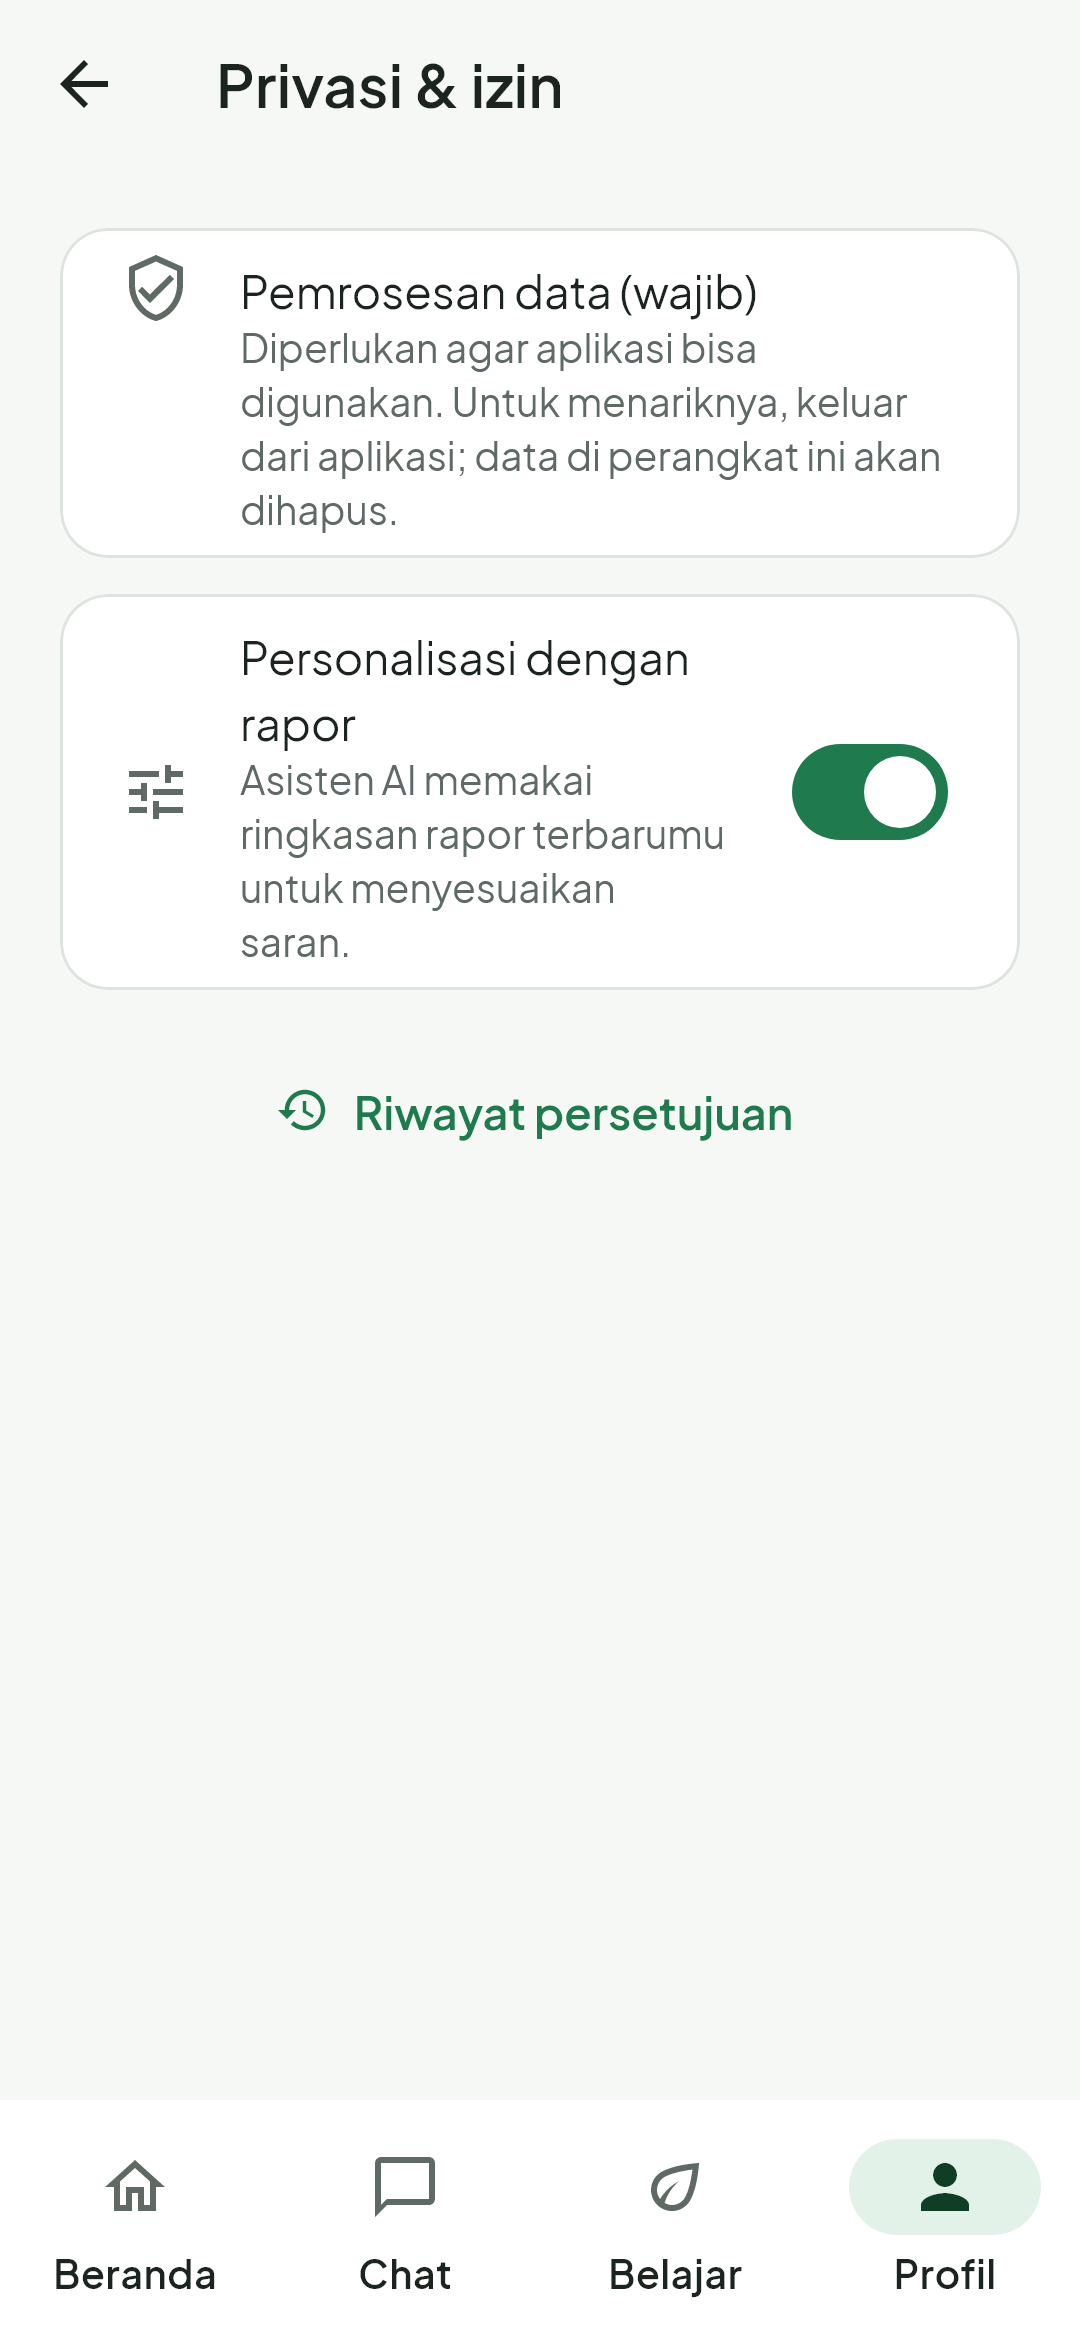 Privasi & izin
Pemrosesan data (wajib)
Diperlukan agar aplikasi bisa
digunakan. Untuk menariknya, keluar
dari aplikasi; data di perangkat ini akan
dihapus.
Personalisasi dengan
rapor
Asisten AI memakai
ringkasan rapor terbarumu
untuk menyesuaikan
saran.
Riwayat persetujuan
Beranda
Chat
Belajar
Profil